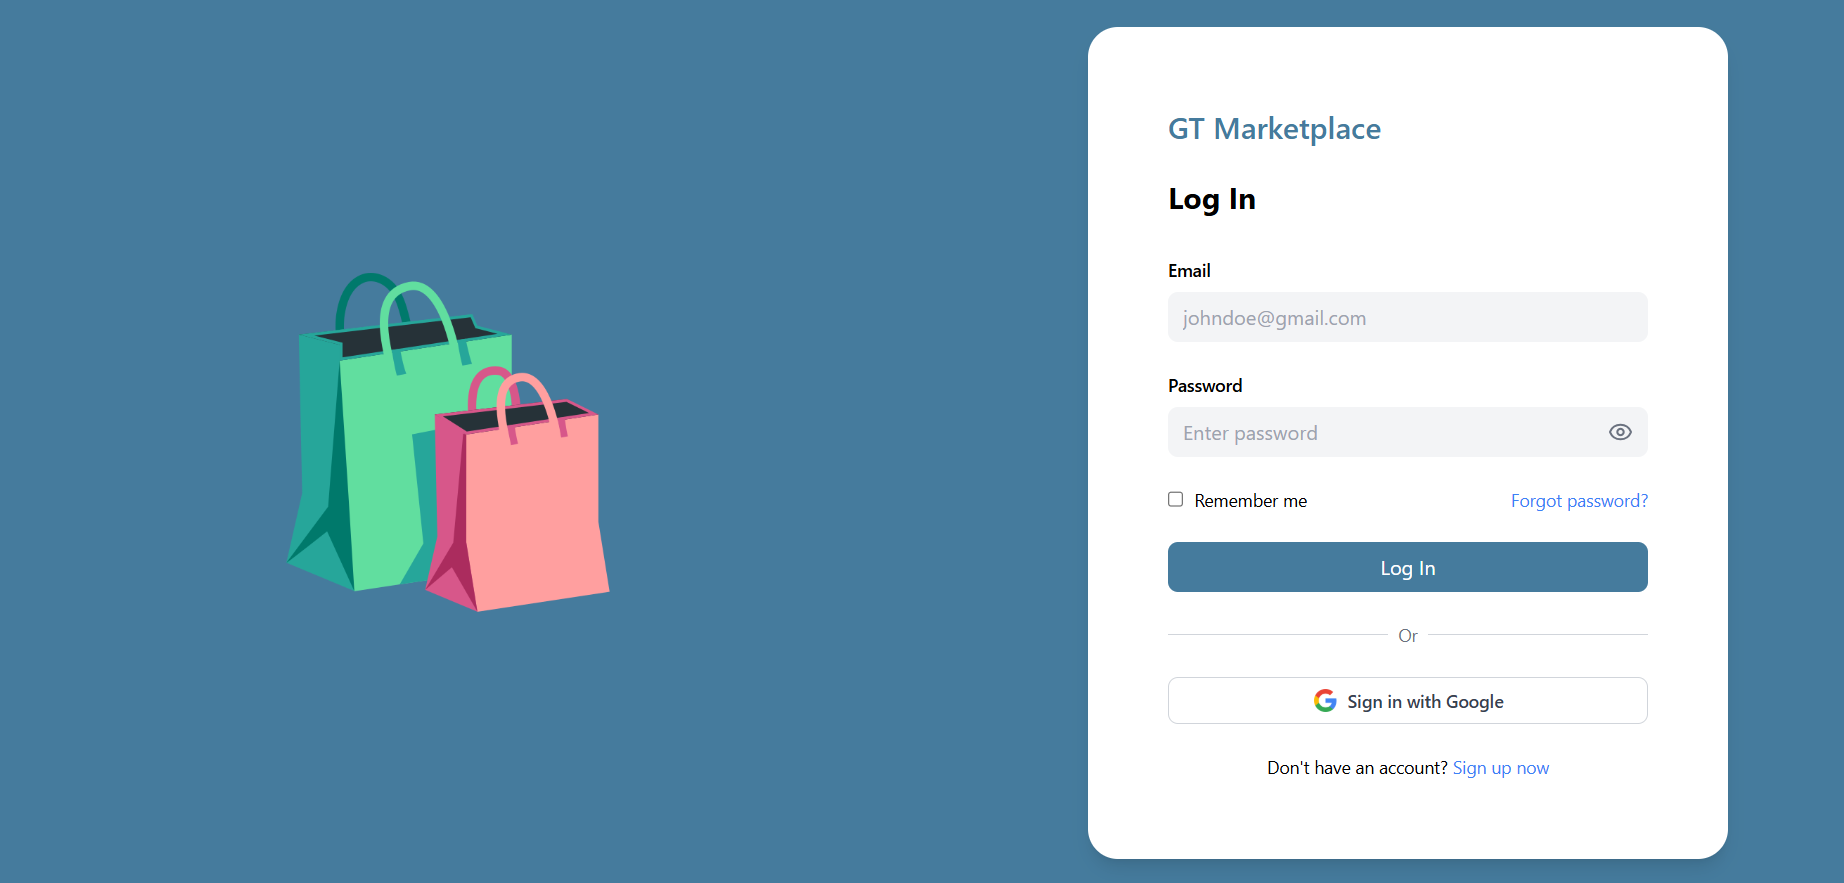 GT Marketplace
Log In
Email
johndoe@gmail.com
Password
Enter password
Remember me
Forgot password?
Log In
Or
Sign in with Google
Don't have an account? Sign up now